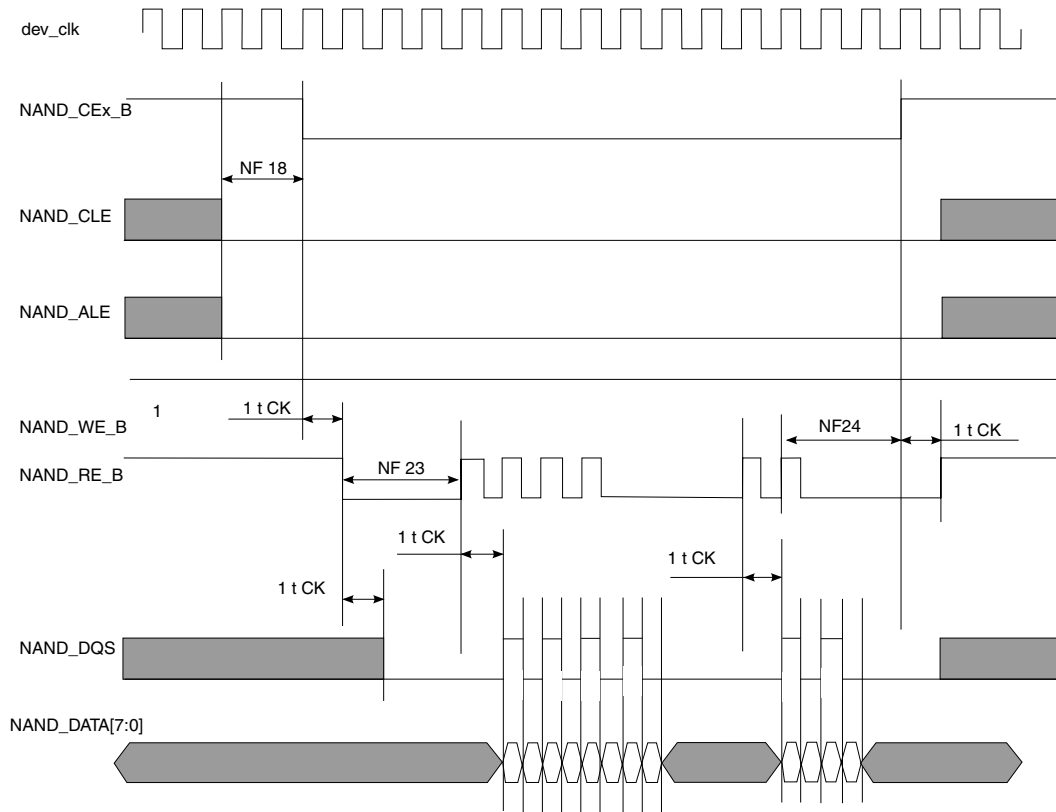 dev_clk
NAND_CEx_B
NF 18
NAND_CLE
NAND_ALE
1
1 t CK
NAND_WE_B
NF24
1 t CK
NF 23
NAND_RE_B
1 t CK
1 t CK
1 t CK
NAND_DQS
NAND_DATA[7:0]